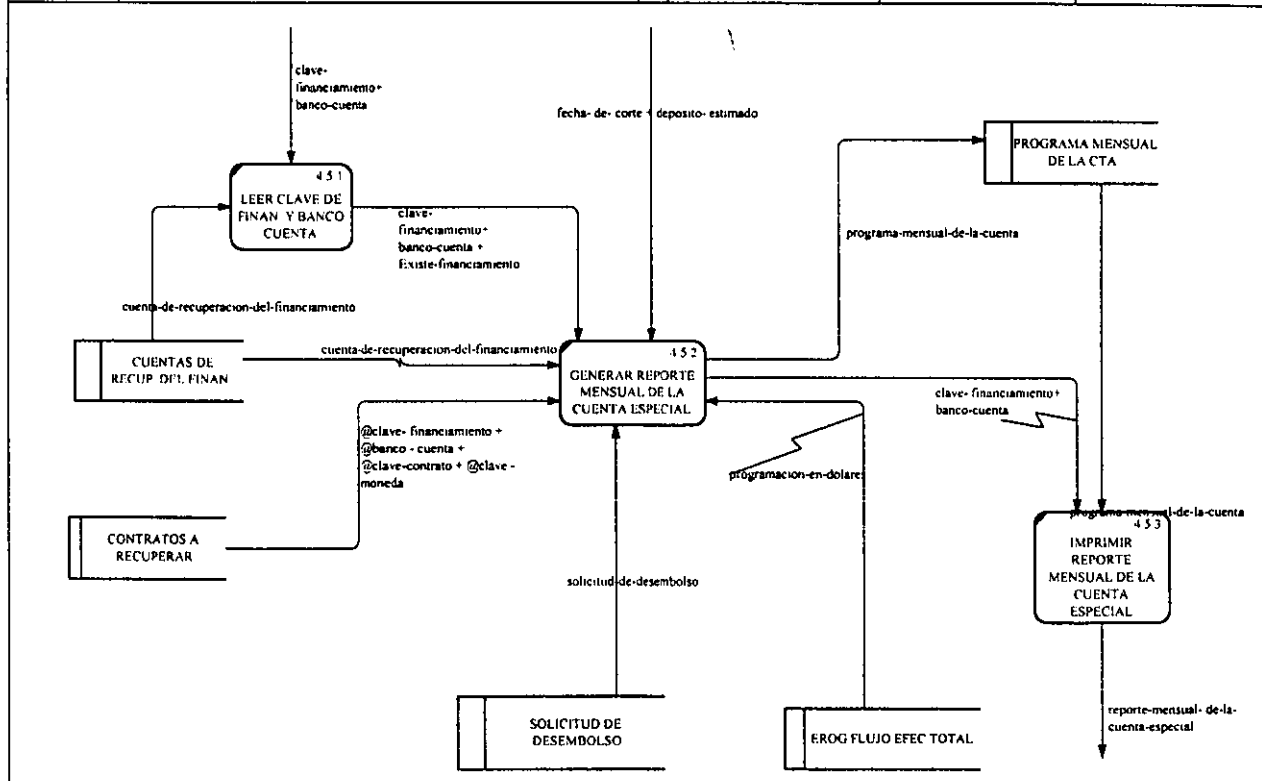 clave-
financiamiento+
banco-cuenta
fecha- de- corte + deposito- estimado
4 5 1
LEER CLAVE DE
FINAN Y BANCO
CUENTA
clave-
financiamiento+
banco-cuenta +
Existe-financiamiento
PROGRAMA MENSUAL
DE LA CTA
programa-mensual-de-la-cuenta
cuenta-de-recuperacion-del-financiamiento
CUENTAS DE
RECUP. DEL FINAN
cuenta-de-recuperacion-del-financiamiento
4 5 2
GENERAR REPORTE
MENSUAL DE LA
CUENTA ESPECIAL
clave- financiamiento+
banco-cuenta
@clave- financiamiento +
@banco - cuenta +
@clave-contrato + @clave -
moneda
programacion-en-dolares
CONTRATOS A
RECUPERAR
programa-mensual-de-la-cuenta
4 5 3
IMPRIMIR
REPORTE
MENSUAL DE LA
CUENTA
ESPECIAL
solicitud-de-desembolso
SOLICITUD DE
DESEMBOLSO
EROG FLUJO EFEC TOTAL
reporte-mensual- de-la-
cuenta-especial